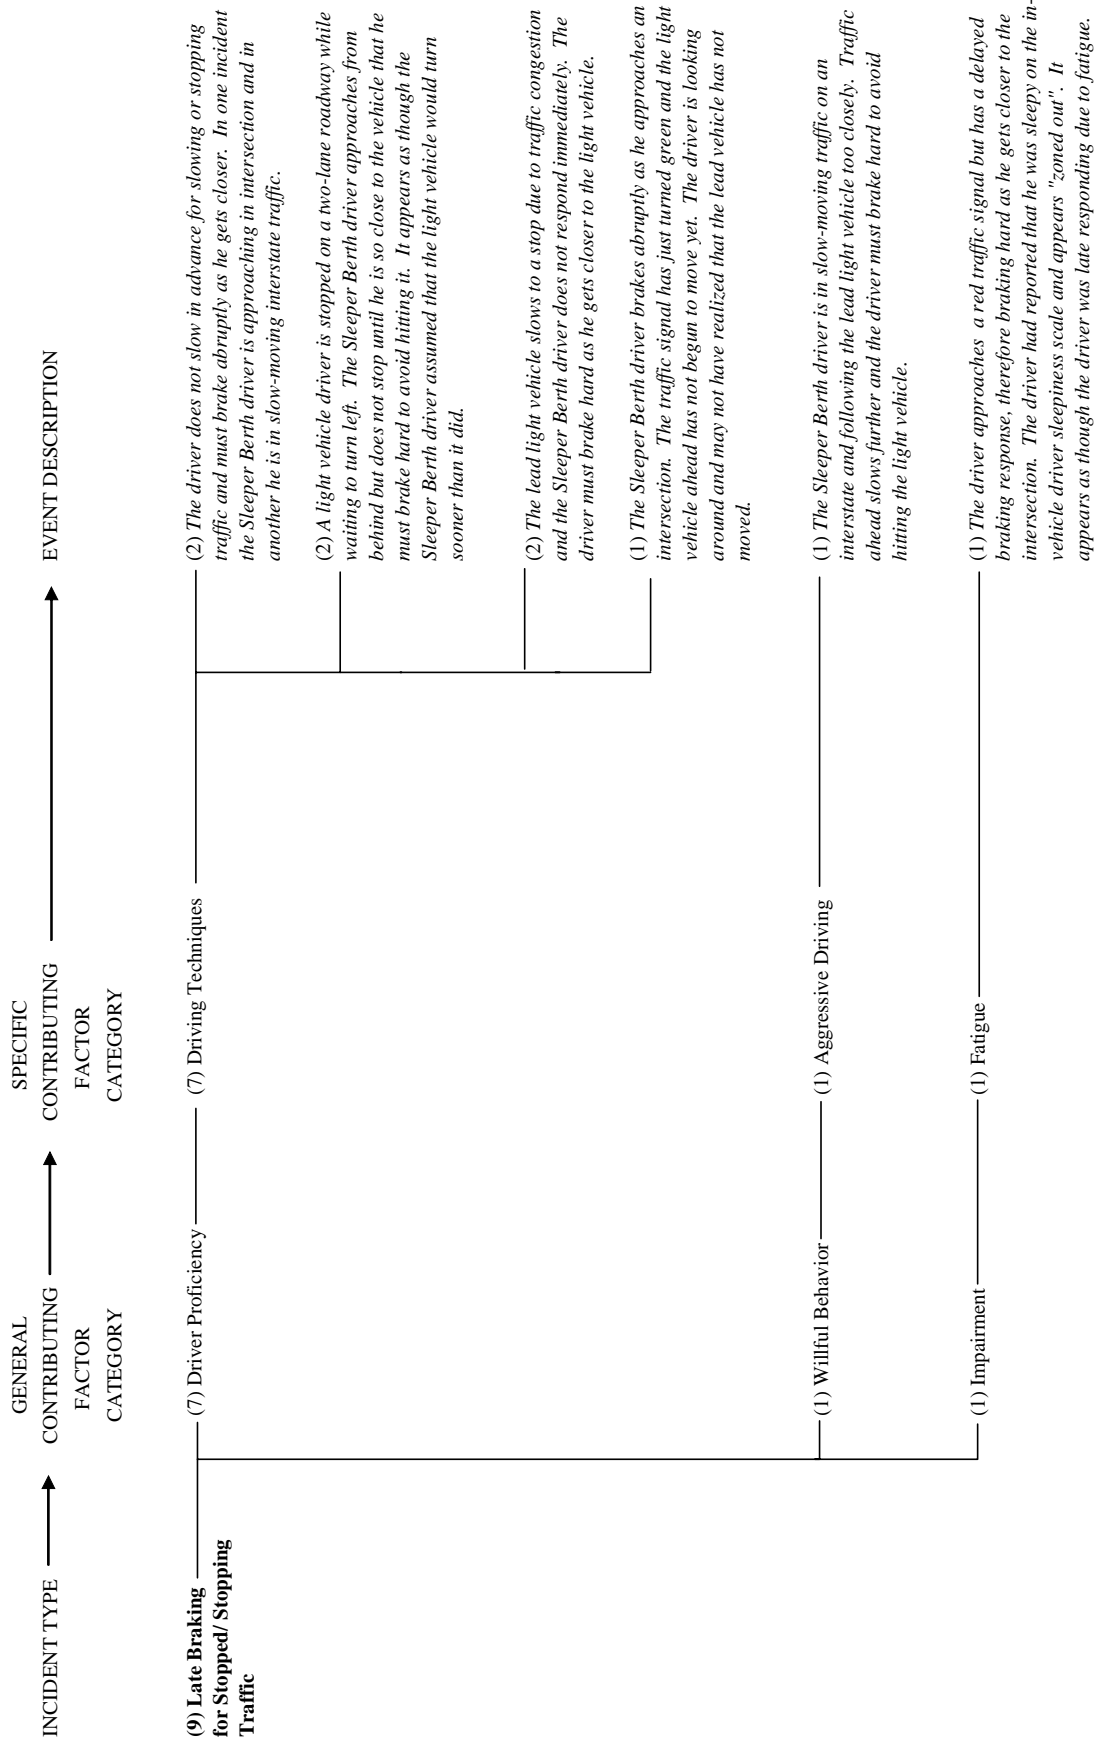 INCIDENT TYPE
GENERAL
CONTRIBUTING
FACTOR
CATEGORY
SPECIFIC
CONTRIBUTING
FACTOR
CATEGORY
EVENT DESCRIPTION
(9) Late Braking
for Stopped/ Stopping
Traffic
(7) Driver Proficiency
(7) Driving Techniques
(2) The driver does not slow in advance for slowing or stopping
traffic and must brake abruptly as he gets closer. In one incident
the Sleeper Berth driver is approaching in intersection and in
another he is in slow-moving interstate traffic.
(2) A light vehicle driver is stopped on a two-lane roadway while
waiting to turn left. The Sleeper Berth driver approaches from
behind but does not stop until he is so close to the vehicle that he
must brake hard to avoid hitting it. It appears as though the
Sleeper Berth driver assumed that the light vehicle would turn
sooner than it did.
(2) The lead light vehicle slows to a stop due to traffic congestion
and the Sleeper Berth driver does not respond immediately. The
driver must brake hard as he gets closer to the light vehicle.
(1) The Sleeper Berth driver brakes abruptly as he approaches an
intersection. The traffic signal has just turned green and the light
vehicle ahead has not begun to move yet. The driver is looking
around and may not have realized that the lead vehicle has not
moved.
(1) Willful Behavior
(1) Aggressive Driving
(1) The Sleeper Berth driver is in slow-moving traffic on an
interstate and following the lead light vehicle too closely. Traffic
ahead slows further and the driver must brake hard to avoid
hitting the light vehicle.
(1) Impairment
(1) Fatigue
(1) The driver approaches a red traffic signal but has a delayed
braking response, therefore braking hard as he gets closer to the
intersection. The driver had reported that he was sleepy on the in-
vehicle driver sleepiness scale and appears "zoned out". It
appears as though the driver was late responding due to fatigue.